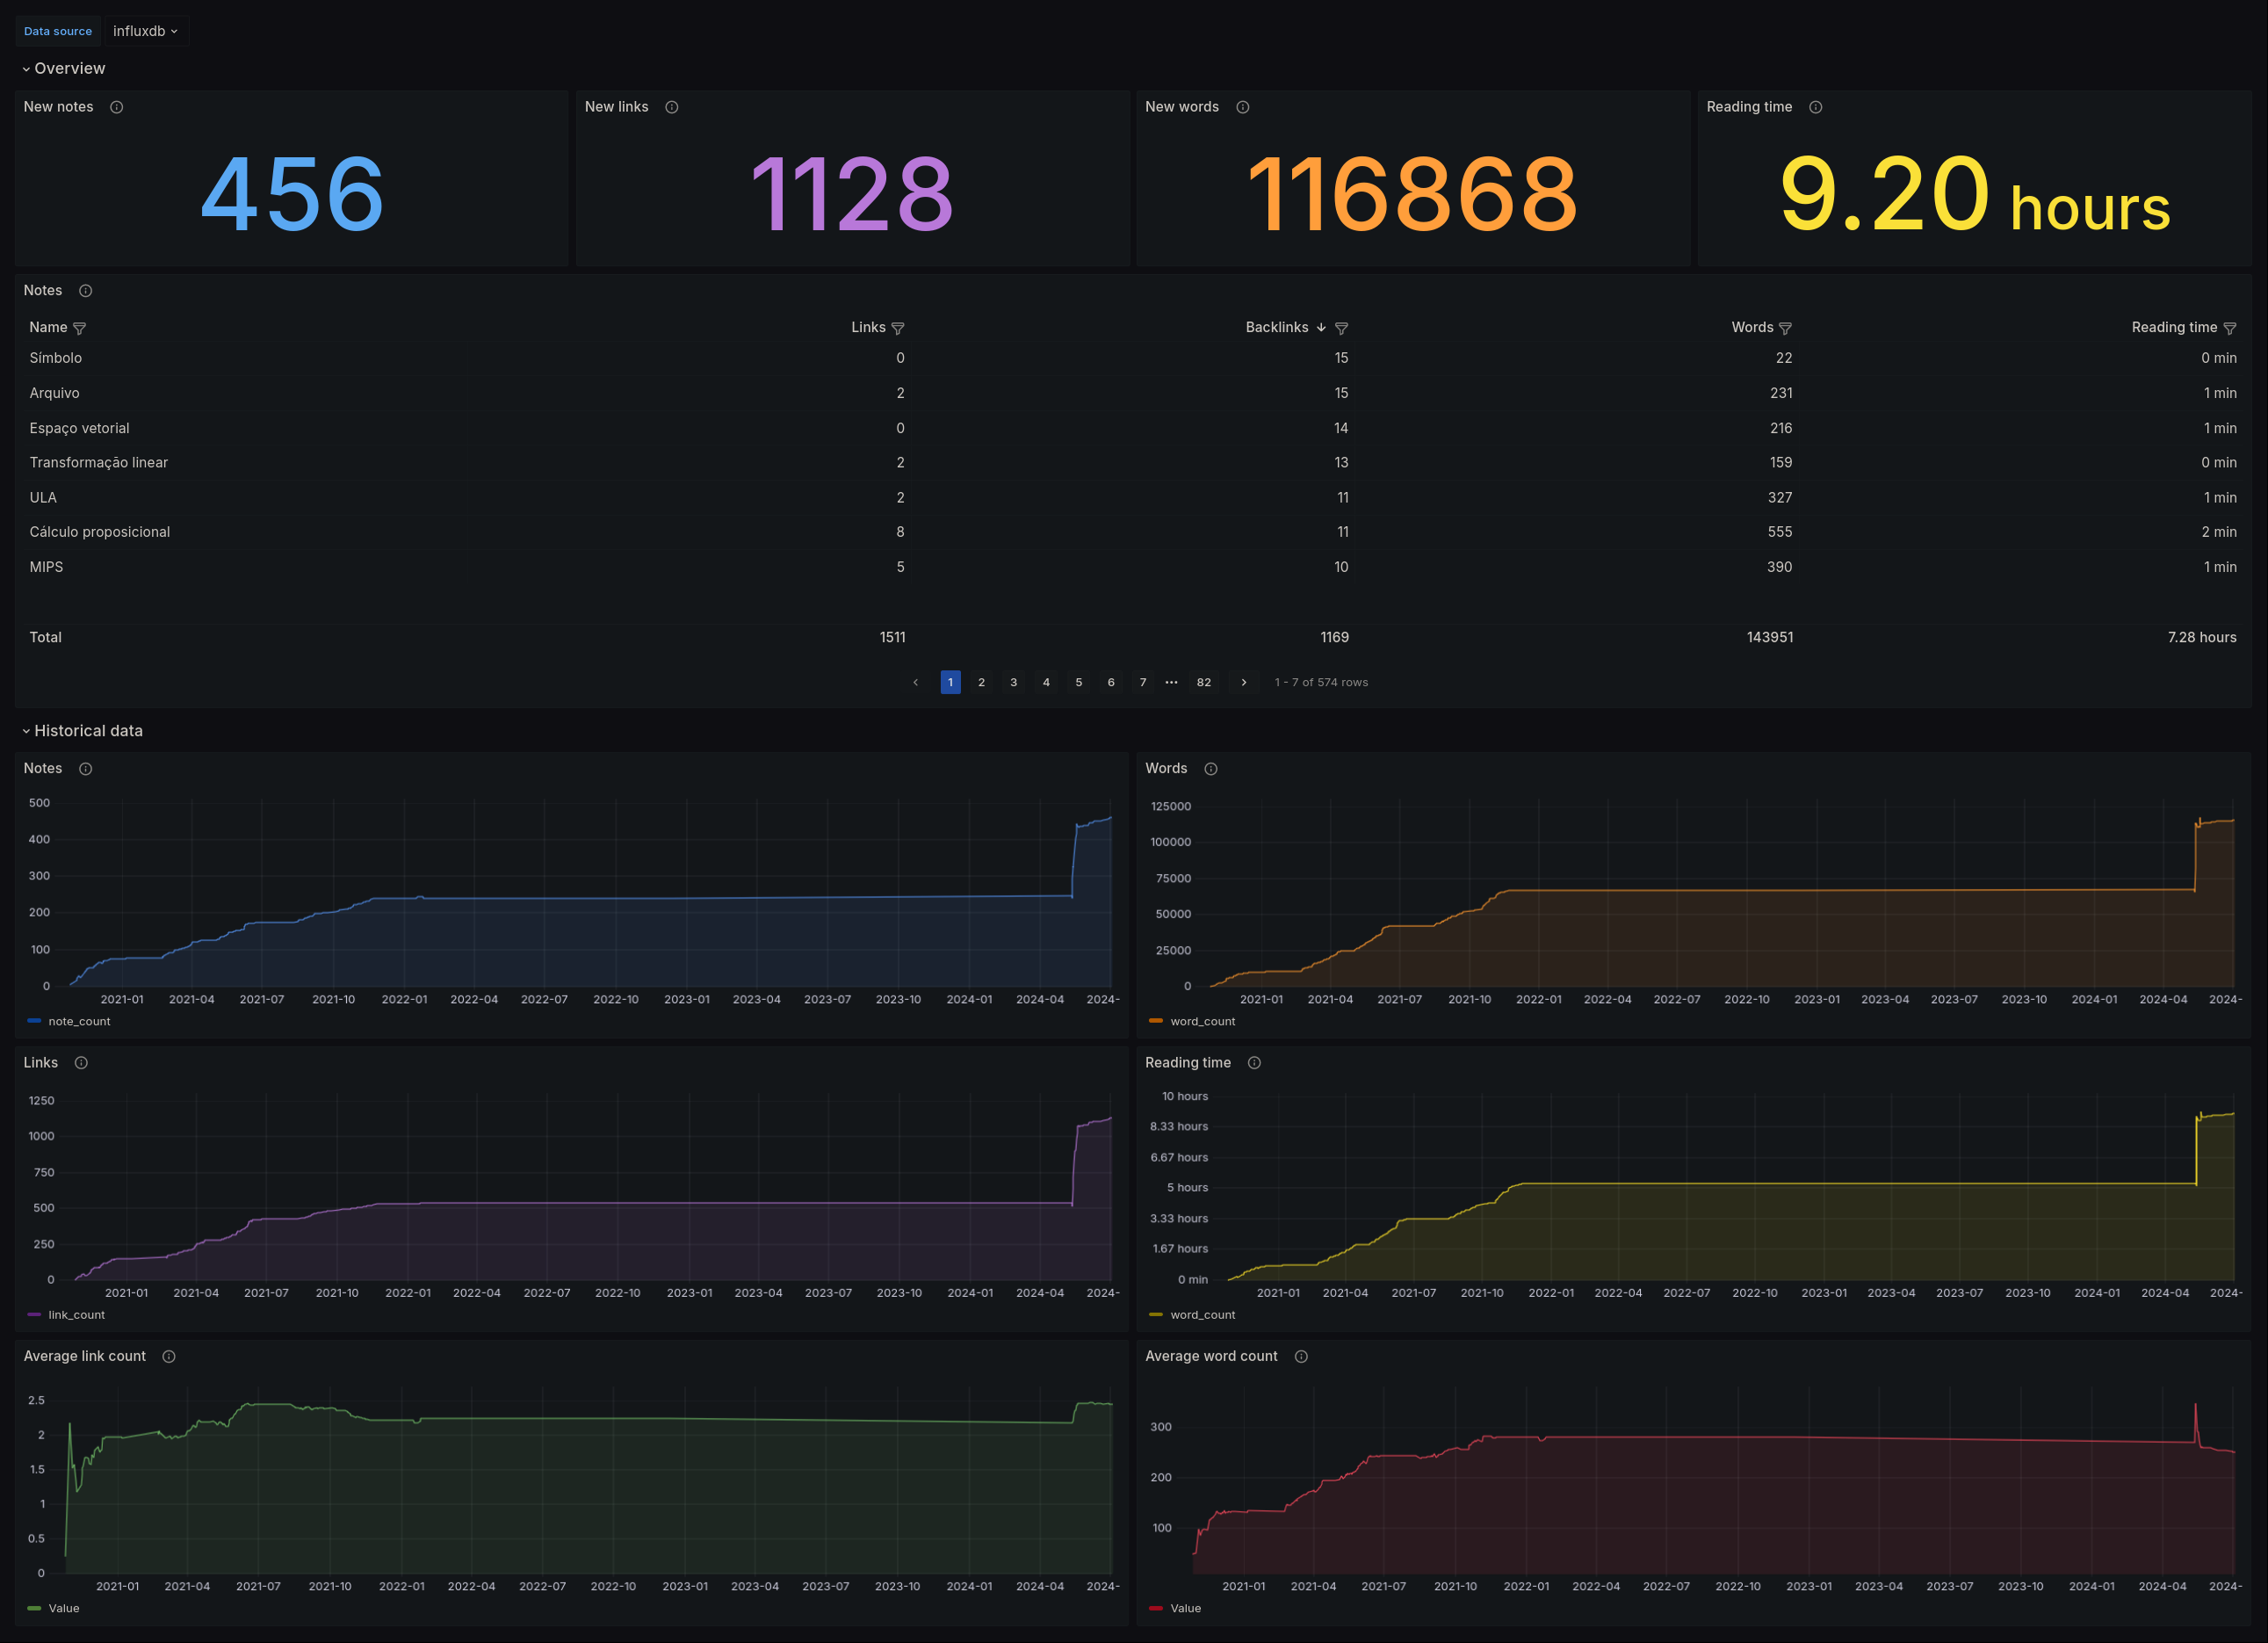 Data source influxdb
Overview
New notes
456
New links
1128
New words
116868
Reading time
9.20 hours
Notes
Name Links Backlinks Words Reading time
Símbolo 0 15 22 0 min
Arquivo 2 15 231 1 min
Espaço vetorial 0 14 216 1 min
Transformação linear 2 13 159 0 min
ULA 2 11 327 1 min
Cálculo proposicional 8 11 555 2 min
MIPS 5 10 390 1 min
Total 1511 1169 143951 7.28 hours
1 2 3 4 5 6 7 ... 82 1 - 7 of 574 rows
Historical data
Notes
500
400
300
200
100
0
2021-01 2021-04 2021-07 2021-10 2022-01 2022-04 2022-07 2022-10 2023-01 2023-04 2023-07 2023-10 2024-01 2024-04 2024-
note_count
Words
125000
100000
75000
50000
25000
0
2021-01 2021-04 2021-07 2021-10 2022-01 2022-04 2022-07 2022-10 2023-01 2023-04 2023-07 2023-10 2024-01 2024-04 2024-
word_count
Links
1250
1000
750
500
250
0
2021-01 2021-04 2021-07 2021-10 2022-01 2022-04 2022-07 2022-10 2023-01 2023-04 2023-07 2023-10 2024-01 2024-04 2024-
link_count
Reading time
10 hours
8.33 hours
6.67 hours
5 hours
3.33 hours
1.67 hours
0 min
2021-01 2021-04 2021-07 2021-10 2022-01 2022-04 2022-07 2022-10 2023-01 2023-04 2023-07 2023-10 2024-01 2024-04 2024-
word_count
Average link count
2.5
2
1.5
1
0.5
0
2021-01 2021-04 2021-07 2021-10 2022-01 2022-04 2022-07 2022-10 2023-01 2023-04 2023-07 2023-10 2024-01 2024-04 2024-
Value
Average word count
300
200
100
2021-01 2021-04 2021-07 2021-10 2022-01 2022-04 2022-07 2022-10 2023-01 2023-04 2023-07 2023-10 2024-01 2024-04 2024-
Value